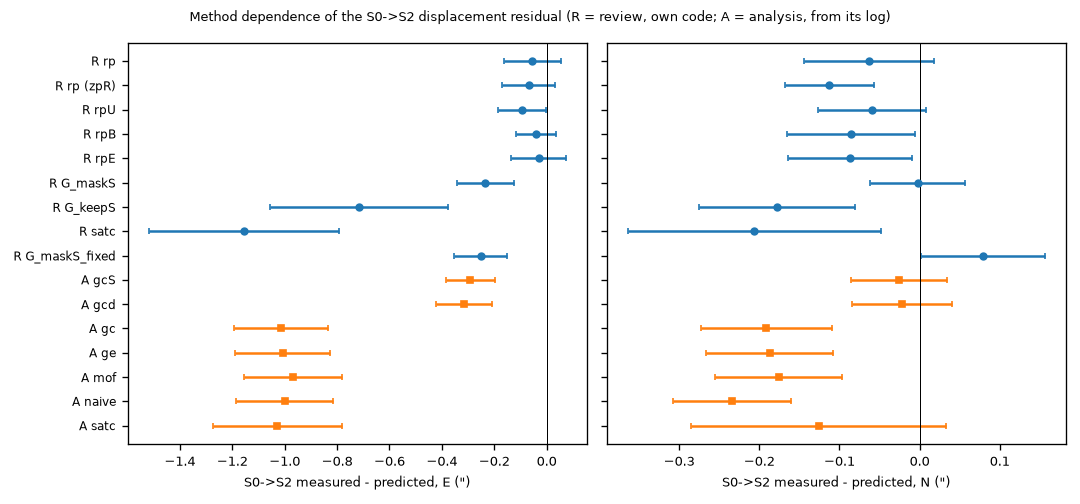 Method dependence of the S0->S2 displacement residual (R = review, own code; A = analysis, from its log)
R rp
R rp (zpR)
R rpU
R rpB
R rpE
R G_maskS
R G_keepS
R satc
R G_maskS_fixed
A gcS
A gcd
A gc
A ge
A mof
A naive
A satc
−1.4 −1.2 −1.0 −0.8 −0.6 −0.4 −0.2 0.0
S0->S2 measured - predicted, E (")
−0.3 −0.2 −0.1 0.0 0.1
S0->S2 measured - predicted, N (")